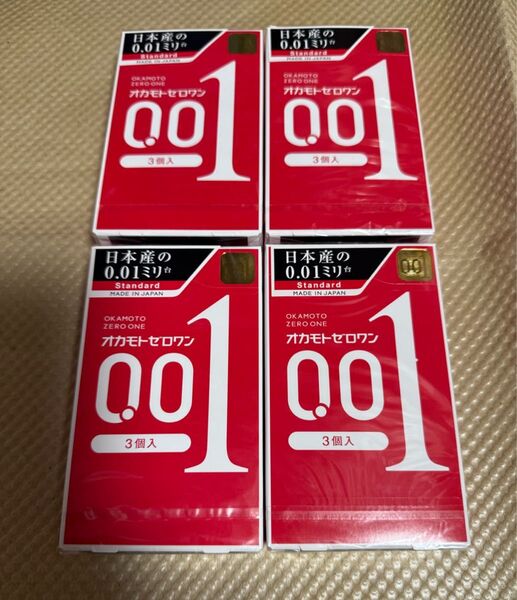 日本産の
0.01ミリ台
Standard
MADE IN JAPAN
OKAMOTO
ZERO ONE
オカモトゼロワン
0.01
3個入
日本産の
0.01ミリ台
Standard
MADE IN JAPAN
OKAMOTO
ZERO ONE
オカモトゼロワン
0.01
3個入
日本産の
0.01ミリ台
Standard
MADE IN JAPAN
OKAMOTO
ZERO ONE
オカモトゼロワン
0.01
3個入
日本産の
0.01ミリ台
Standard
MADE IN JAPAN
OKAMOTO
ZERO ONE
オカモトゼロワン
0.01
3個入